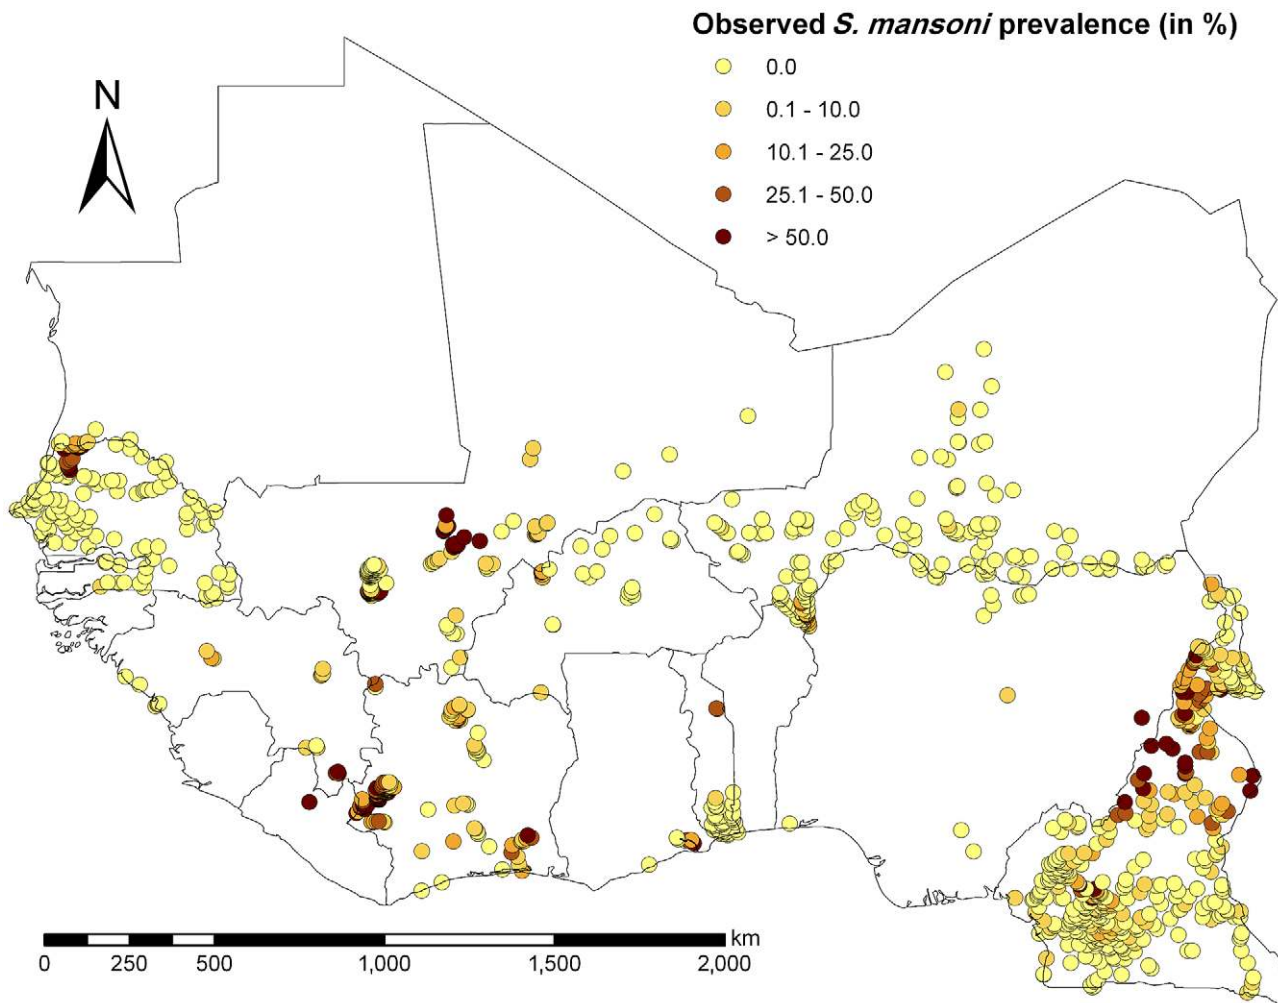 Observed S. mansoni prevalence (in %)
0.0
0.1 - 10.0
10.1 - 25.0
25.1 - 50.0
> 50.0
N
km
0 250 500 1,000 1,500 2,000